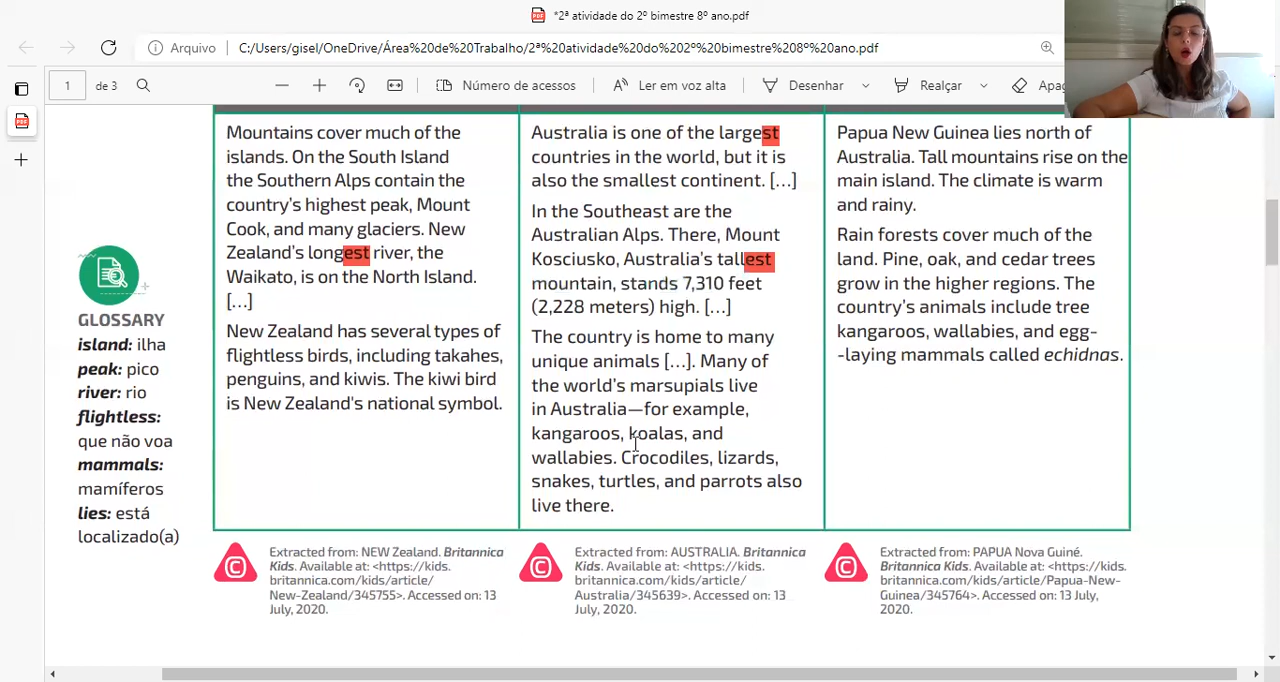 *2ª atividade do 2º bimestre 8º ano.pdf
Arquivo
C:/Users/gisel/OneDrive/Área%20de%20Trabalho/2ª%20atividade%20do%202º%20bimestre%208º%20ano.pdf
1
de 3
Número de acessos
Ler em voz alta
Desenhar
Realçar
Apag
Mountains cover much of the
islands. On the South Island
the Southern Alps contain the
country's highest peak, Mount
Cook, and many glaciers. New
Zealand's longest river, the
Waikato, is on the North Island.
[…]
New Zealand has several types of
flightless birds, including takahes,
penguins, and kiwis. The kiwi bird
is New Zealand's national symbol.
Australia is one of the largest
countries in the world, but it is
also the smallest continent. […]
In the Southeast are the
Australian Alps. There, Mount
Kosciusko, Australia's tallest
mountain, stands 7,310 feet
(2,228 meters) high. […]
The country is home to many
unique animals […]. Many of
the world's marsupials live
in Australia—for example,
kangaroos, koalas, and
wallabies. Crocodiles, lizards,
snakes, turtles, and parrots also
live there.
Papua New Guinea lies north of
Australia. Tall mountains rise on the
main island. The climate is warm
and rainy.
Rain forests cover much of the
land. Pine, oak, and cedar trees
grow in the higher regions. The
country's animals include tree
kangaroos, wallabies, and egg-
-laying mammals called echidnas.
GLOSSARY
island: ilha
peak: pico
river: rio
flightless:
que não voa
mammals:
mamíferos
lies: está
localizado(a)
Extracted from: NEW Zealand. Britannica
Kids. Available at: <https://kids.
britannica.com/kids/article/
New-Zealand/345755>. Accessed on: 13
July, 2020.
Extracted from: AUSTRALIA. Britannica
Kids. Available at: <https://kids.
britannica.com/kids/article/
Australia/345639>. Accessed on: 13
July, 2020.
Extracted from: PAPUA Nova Guiné.
Britannica Kids. Available at: <https://kids.
britannica.com/kids/article/Papua-New-
Guinea/345764>. Accessed on: 13 July,
2020.